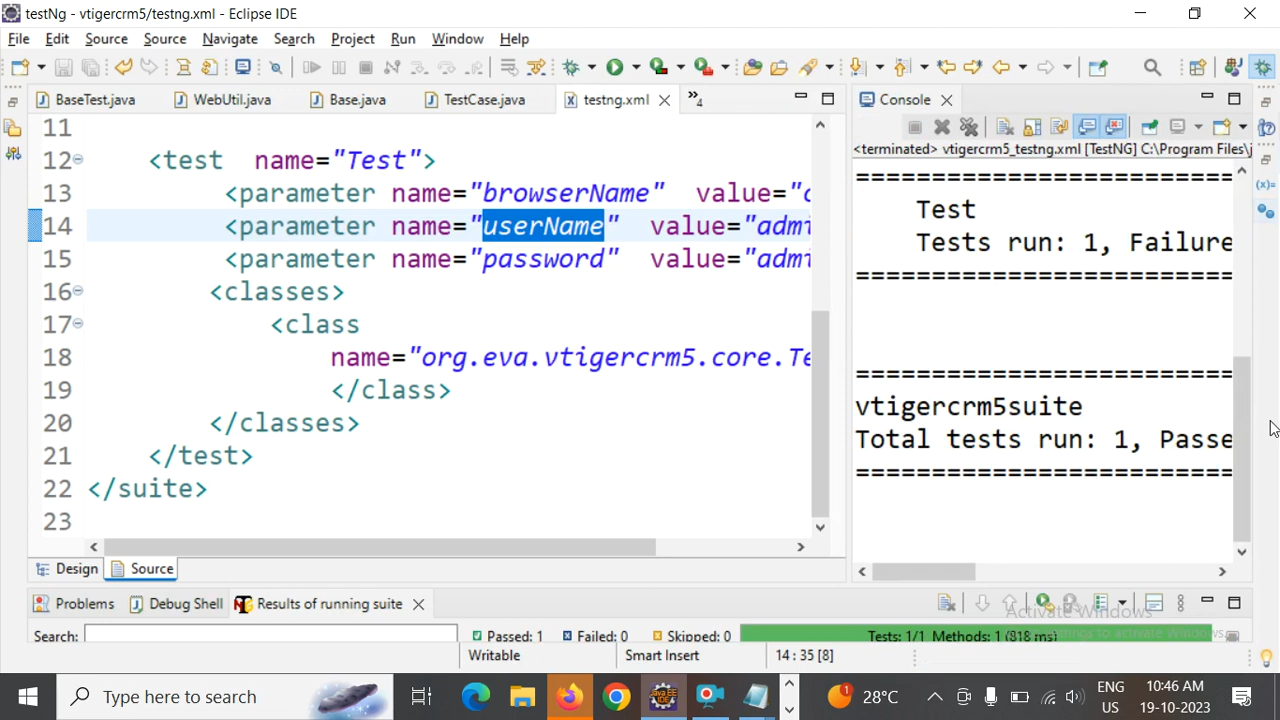 testNg - vtigercrm5/testng.xml - Eclipse IDE
File Edit Source Source Navigate Search Project Run Window Help
BaseTest.java WebUtil.java Base.java TestCase.java testng.xml 4
Console
<terminated> vtigercrm5_testng.xml [TestNG] C:\Program Files\j
11
12 <test name="Test">
13 <parameter name="browserName" value="c
14 <parameter name="userName" value="admi
15 <parameter name="password" value="admi
16 <classes>
17 <class
18 name="org.eva.vtigercrm5.core.Te
19 </class>
20 </classes>
21 </test>
22 </suite>
23
=========================
Test
Tests run: 1, Failure
=========================
=========================
vtigercrm5suite
Total tests run: 1, Passe
=========================
Design Source
Problems Debug Shell Results of running suite
Search: Passed: 1 Failed: 0 Skipped: 0 Tests: 1/1 Methods: 1 (818 ms)
Activate Windows
Writable Smart Insert 14 : 35 [8]
Type here to search
1 28°C
ENG
US
10:46 AM
19-10-2023